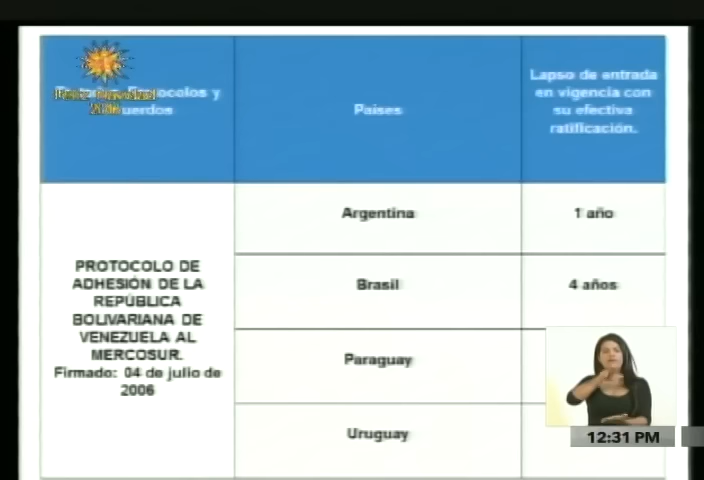 ocolos y
uerdos
Países
Lapso de entrada
en vigencia con
su efectiva
ratificación.
PROTOCOLO DE
ADHESIÓN DE LA
REPÚBLICA
BOLIVARIANA DE
VENEZUELA AL
MERCOSUR.
Firmado: 04 de julio de
2006
Argentina
1 año
Brasil
4 años
Paraguay
Uruguay
12:31 PM